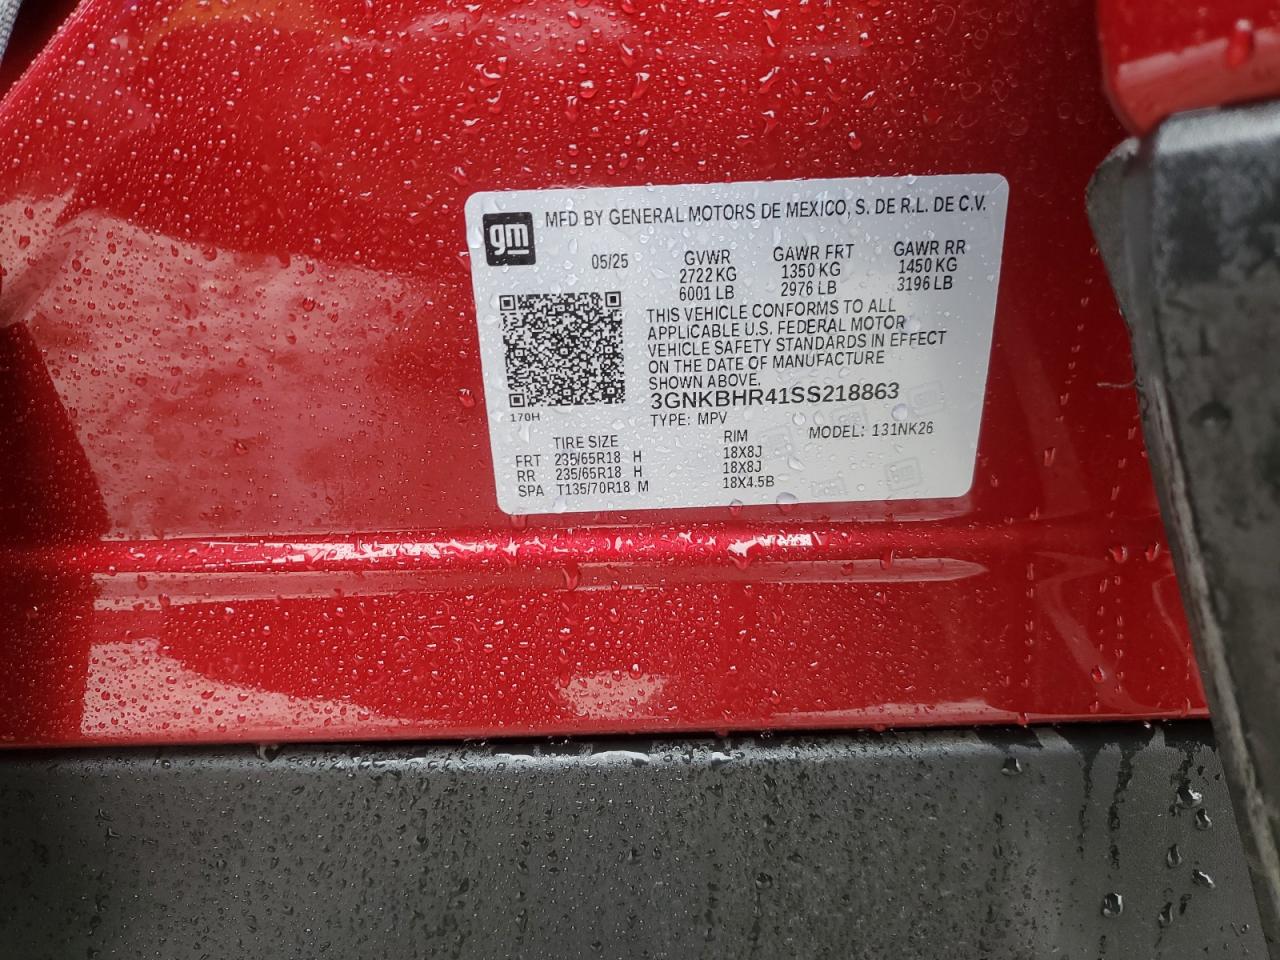 gm
MFD BY GENERAL MOTORS DE MEXICO, S. DE R.L. DE C.V.
05/25 GVWR GAWR FRT GAWR RR
2722 KG 1350 KG 1450 KG
6001 LB 2976 LB 3196 LB
THIS VEHICLE CONFORMS TO ALL
APPLICABLE U.S. FEDERAL MOTOR
VEHICLE SAFETY STANDARDS IN EFFECT
ON THE DATE OF MANUFACTURE
SHOWN ABOVE.
3GNKBHR41SS218863
170H
TYPE: MPV
MODEL: 131NK26
TIRE SIZE RIM
FRT 235/65R18 H 18X8J
RR 235/65R18 H 18X8J
SPA T135/70R18 M 18X4.5B